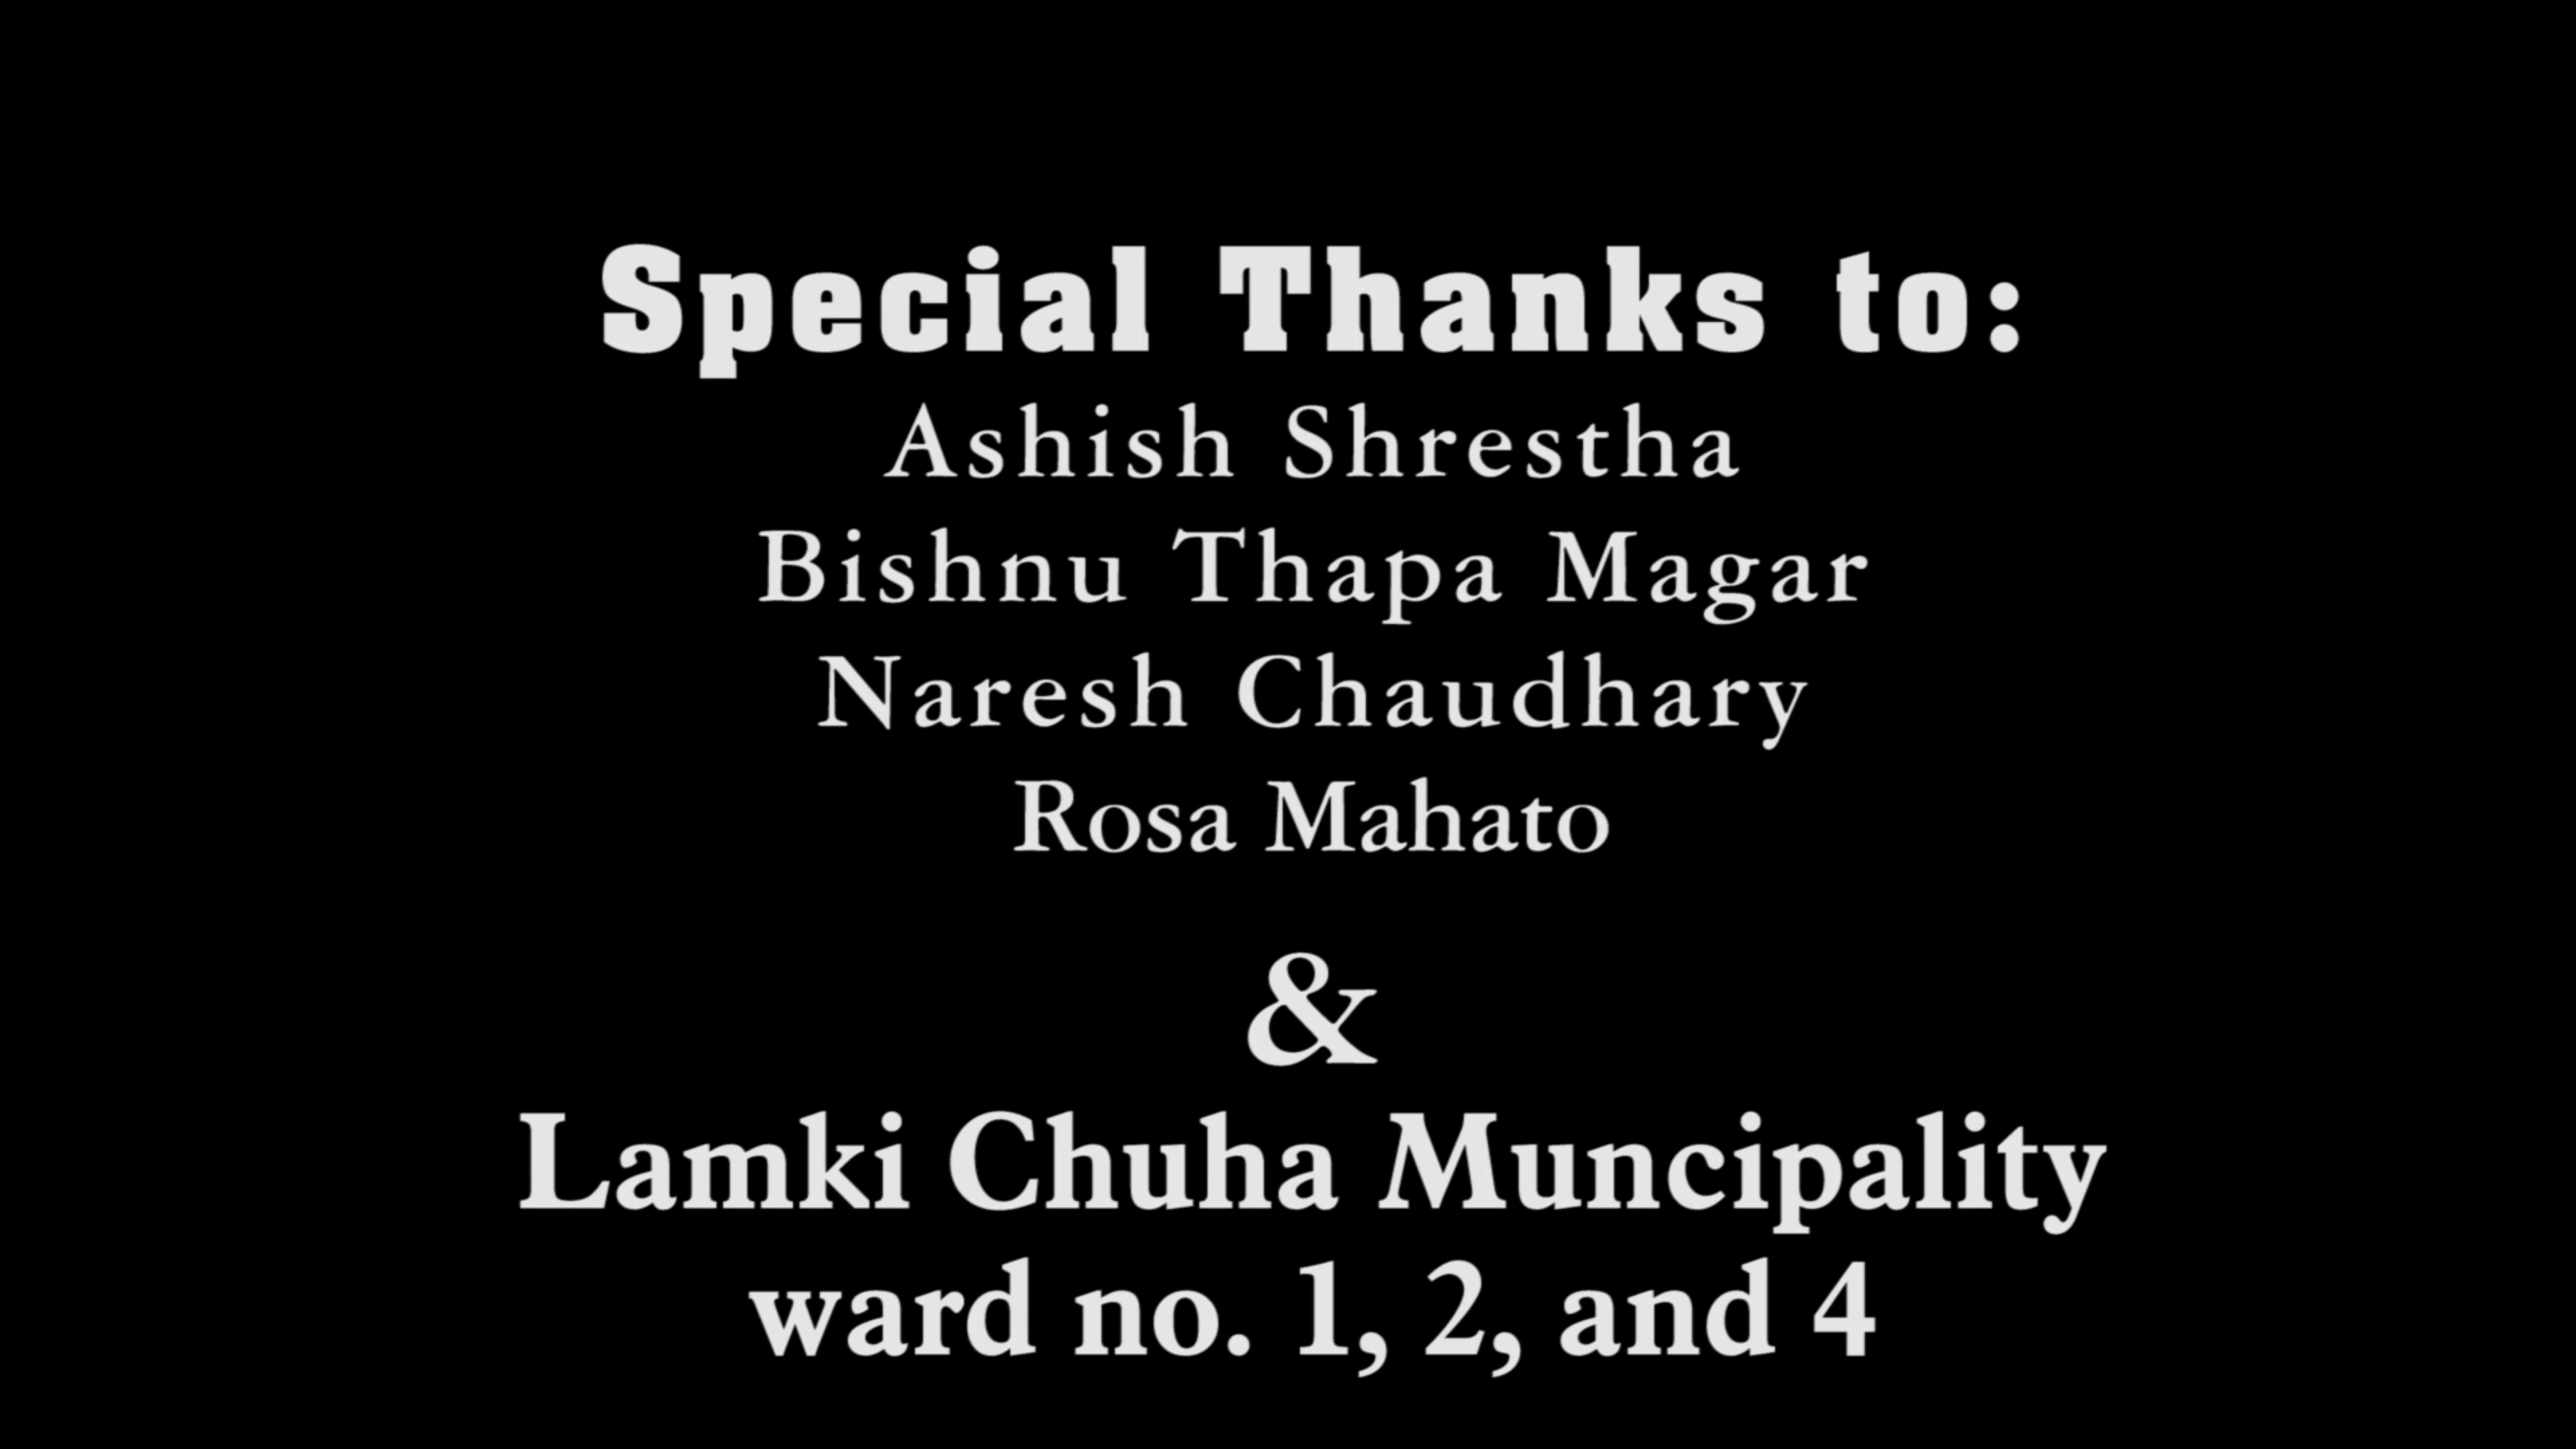 Special Thanks to:
Ashish Shrestha
Bishnu Thapa Magar
Naresh Chaudhary
Rosa Mahato
&
Lamki Chuha Muncipality
ward no. 1, 2, and 4